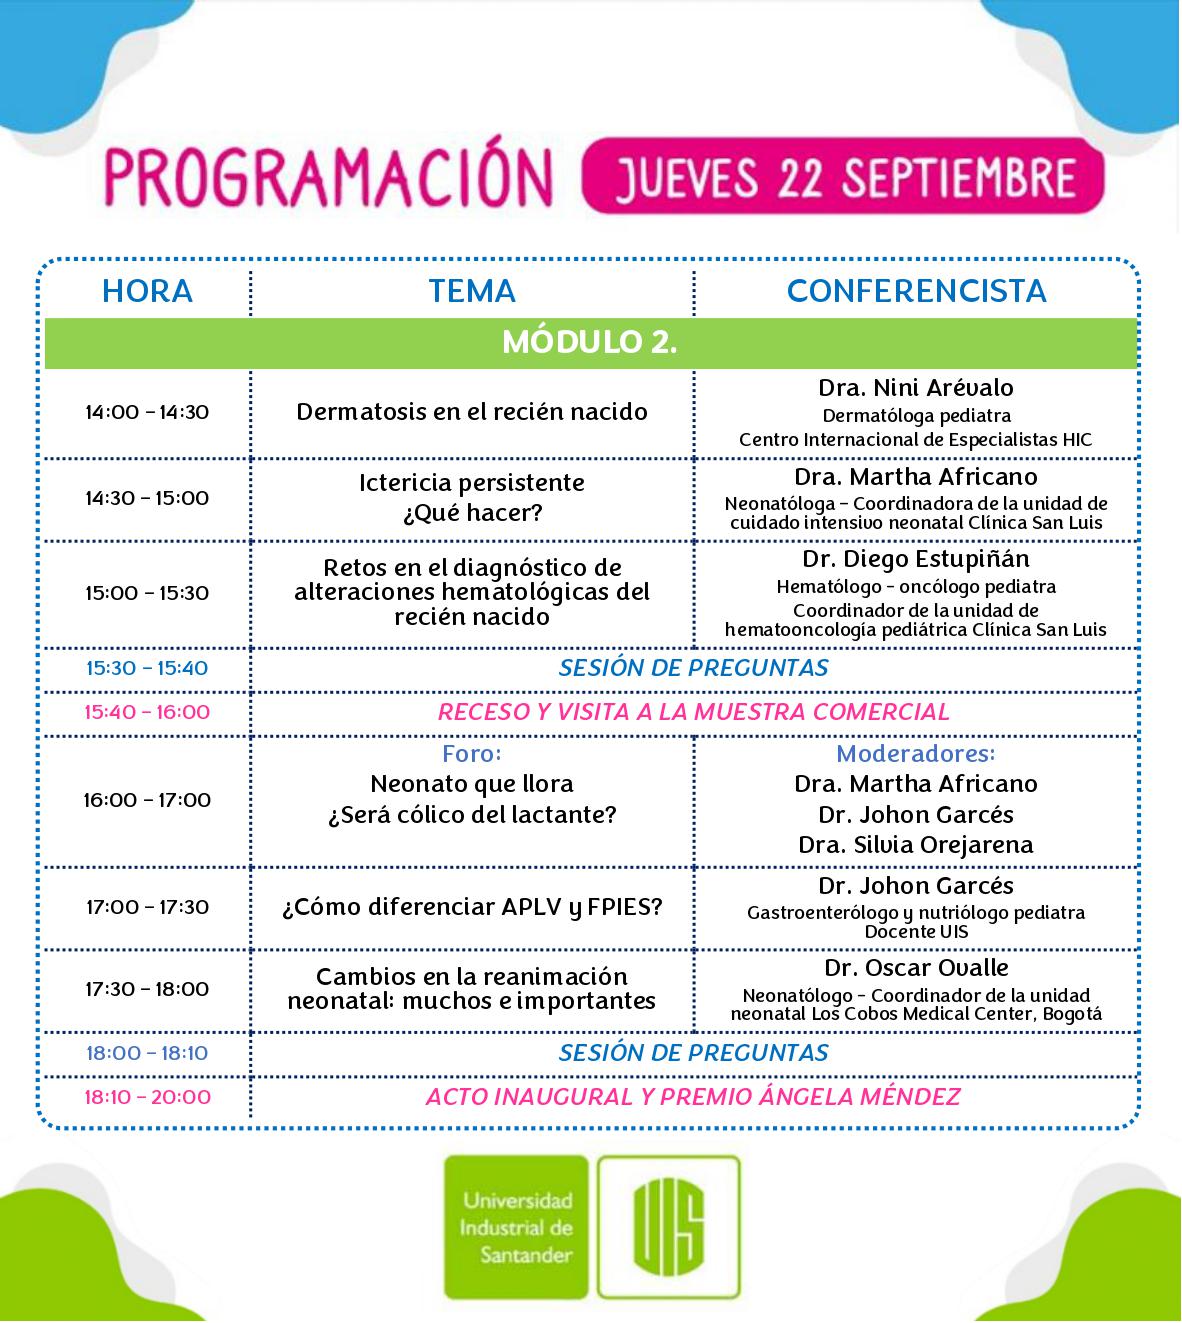 PROGRAMACIÓN JUEVES 22 SEPTIEMBRE
HORA TEMA CONFERENCISTA
MÓDULO 2.
14:00 – 14:30
Dermatosis en el recién nacido
Dra. Nini Arévalo
Dermatóloga pediatra
Centro Internacional de Especialistas HIC
14:30 – 15:00
Ictericia persistente
¿Qué hacer?
Dra. Martha Africano
Neonatóloga – Coordinadora de la unidad de
cuidado intensivo neonatal Clínica San Luis
15:00 – 15:30
Retos en el diagnóstico de
alteraciones hematológicas del
recién nacido
Dr. Diego Estupiñán
Hematólogo – oncólogo pediatra
Coordinador de la unidad de
hematooncología pediátrica Clínica San Luis
15:30 – 15:40
SESIÓN DE PREGUNTAS
15:40 – 16:00
RECESO Y VISITA A LA MUESTRA COMERCIAL
16:00 – 17:00
Foro:
Neonato que llora
¿Será cólico del lactante?
Moderadores:
Dra. Martha Africano
Dr. Johon Garcés
Dra. Silvia Orejarena
17:00 – 17:30
¿Cómo diferenciar APLV y FPIES?
Dr. Johon Garcés
Gastroenterólogo y nutriólogo pediatra
Docente UIS
17:30 – 18:00
Cambios en la reanimación
neonatal: muchos e importantes
Dr. Oscar Ovalle
Neonatólogo – Coordinador de la unidad
neonatal Los Cobos Medical Center, Bogotá
18:00 – 18:10
SESIÓN DE PREGUNTAS
18:10 – 20:00
ACTO INAUGURAL Y PREMIO ÁNGELA MÉNDEZ
Universidad
Industrial de
Santander
UIS